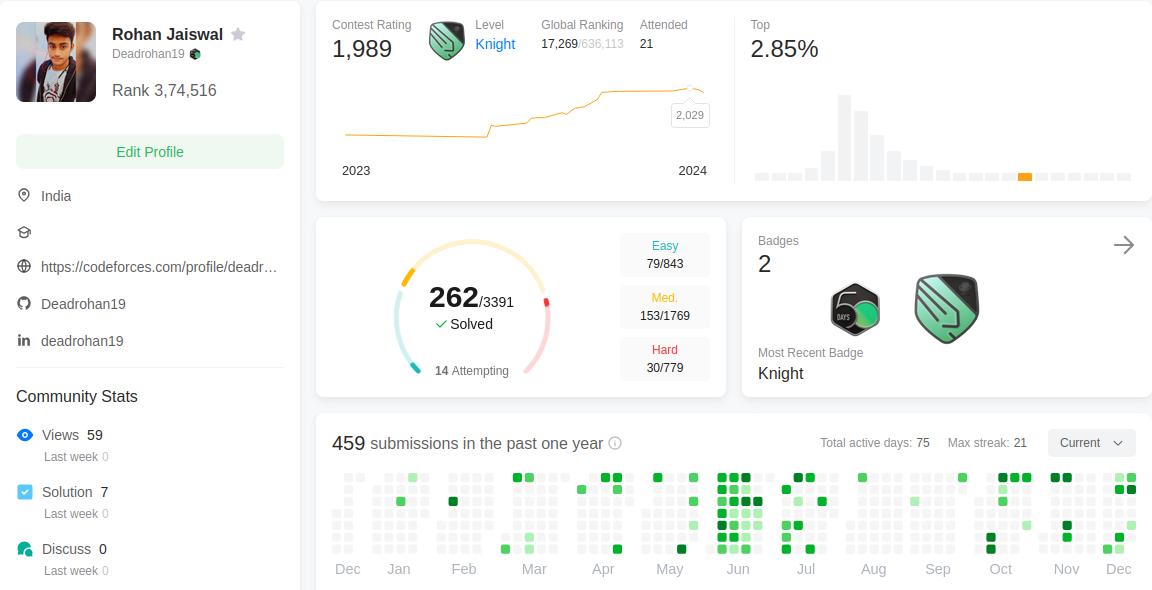 Rohan Jaiswal
Deadrohan19
Rank 3,74,516
Edit Profile
India
https://codeforces.com/profile/deadr…
Deadrohan19
deadrohan19
Community Stats
Views 59
Last week 0
Solution 7
Last week 0
Discuss 0
Last week 0
Contest Rating
1,989
Level
Knight
Global Ranking
17,269/636,113
Attended
21
2,029
2023
2024
Top
2.85%
262/3391
Solved
14 Attempting
Easy
79/843
Med.
153/1769
Hard
30/779
Badges
2
50
DAYS
Most Recent Badge
Knight
459 submissions in the past one year
Total active days: 75
Max streak: 21
Current
Dec Jan Feb Mar Apr May Jun Jul Aug Sep Oct Nov Dec